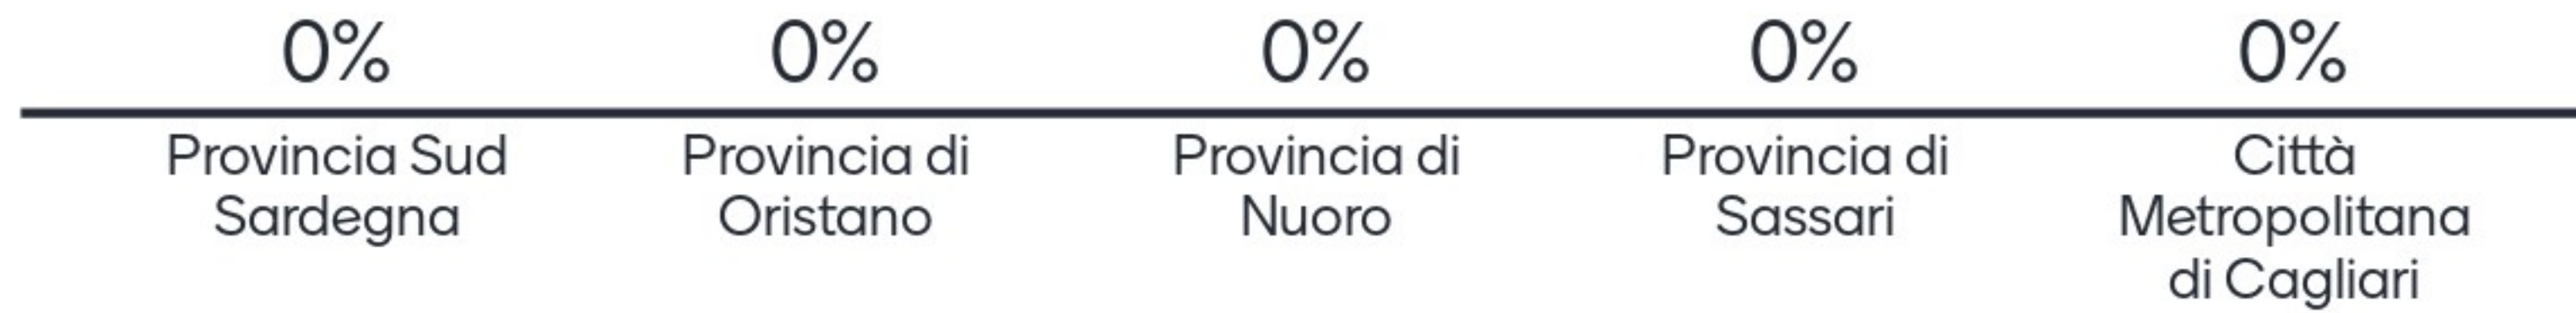 0% 0% 0% 0% 0%
Provincia Sud Provincia di Provincia di Provincia di Città
Sardegna Oristano Nuoro Sassari Metropolitana
di Cagliari